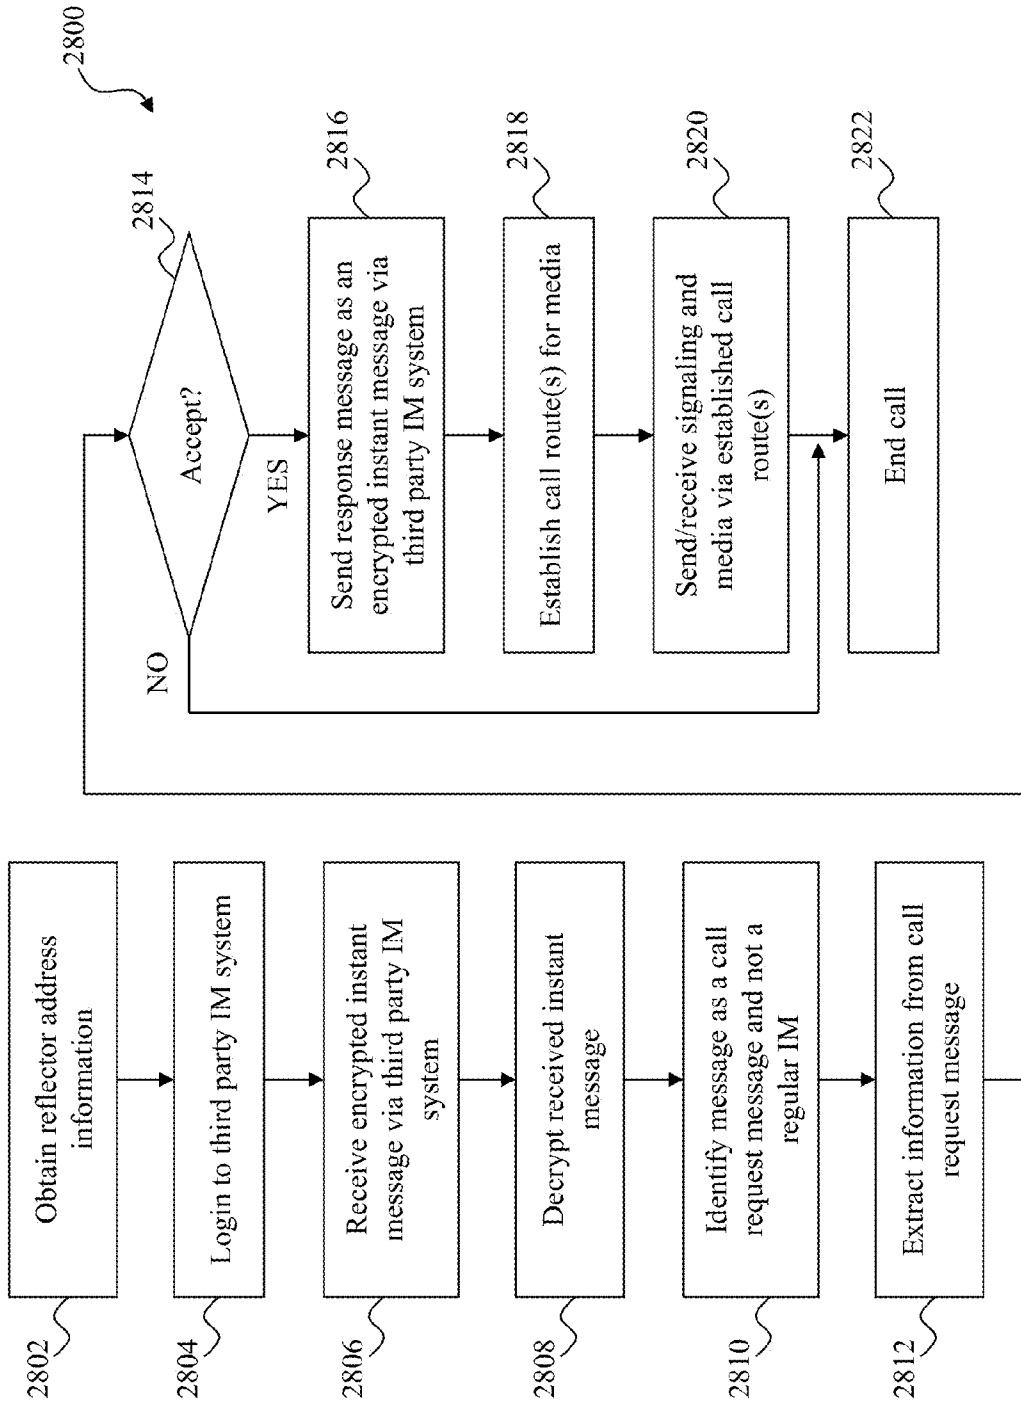 2800
2802
Obtain reflector address
information
2804
Login to third party IM system
2806
Receive encrypted instant
message via third party IM
system
2808
Decrypt received instant
message
2810
Identify message as a call
request message and not a
regular IM
2812
Extract information from call
request message
2814
Accept?
NO
YES
2816
Send response message as an
encrypted instant message via
third party IM system
2818
Establish call route(s) for media
2820
Send/receive signaling and
media via established call
route(s)
2822
End call